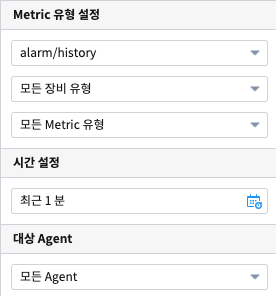 Metric 유형 설정
alarm/history
모든 장비 유형
모든 Metric 유형
시간 설정
최근 1 분
대상 Agent
모든 Agent